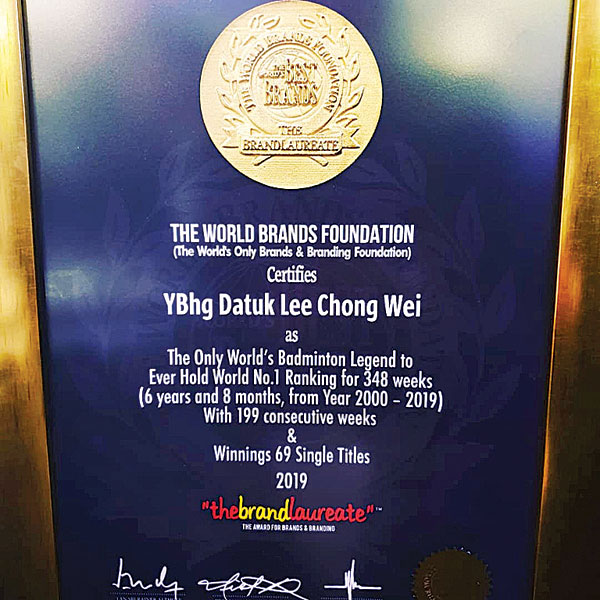 THE WORLD BRANDS FOUNDATION
THE WORLD'S
BEST
BRANDS
THE
BRANDLAUREATE
THE WORLD BRANDS FOUNDATION
(The World's Only Brands & Branding Foundation)
Certifies
YBhg Datuk Lee Chong Wei
as
The Only World's Badminton Legend to
Ever Hold World No.1 Ranking for 348 weeks
(6 years and 8 months, from Year 2000 – 2019)
With 199 consecutive weeks
&
Winnings 69 Single Titles
2019
"thebrandlaureate"™
THE AWARD FOR BRANDS & BRANDING